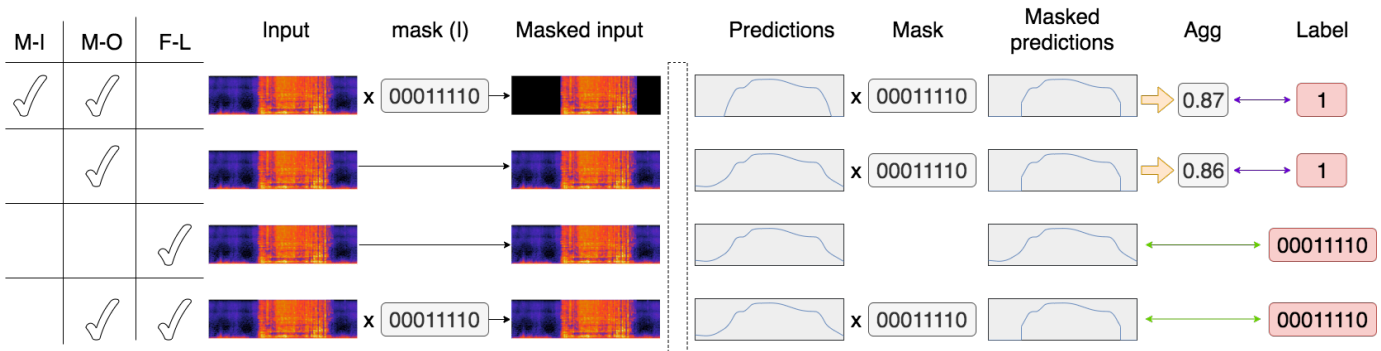 M-I M-O F-L Input mask (I) Masked input Predictions Mask Masked predictions Agg Label
x 00011110 x 00011110 0.87 1
x 00011110 0.86 1
00011110
x 00011110 x 00011110 00011110